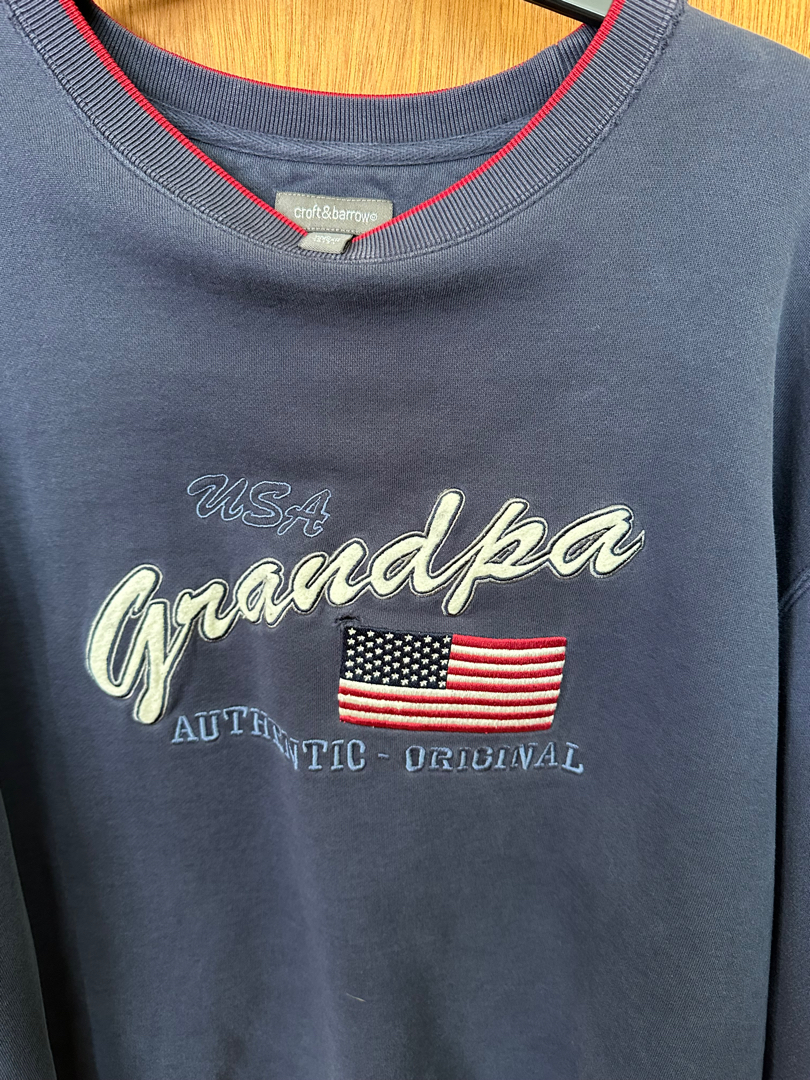 croft&barrow®
USA
Grandpa
AUTHENTIC - ORIGINAL